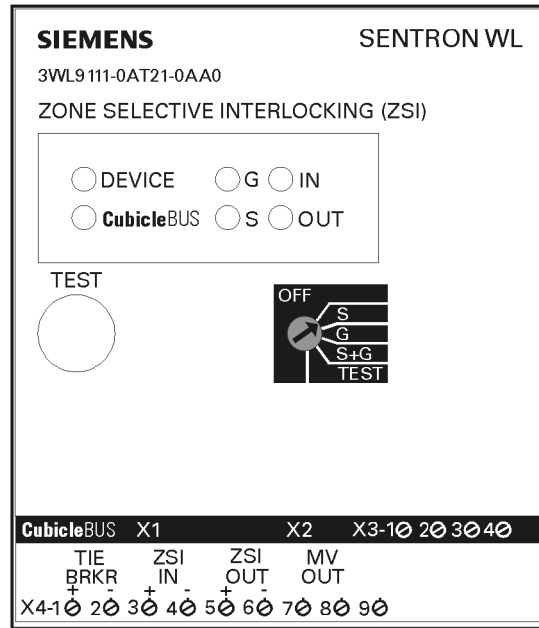 SIEMENS SENTRON WL
3WL9111-0AT21-0AA0
ZONE SELECTIVE INTERLOCKING (ZSI)
DEVICE G IN
CubicleBUS S OUT
TEST
OFF
S
G
S+G
TEST
CubicleBUS X1 X2 X3-1 2 3 4
TIE ZSI ZSI MV
BRKR IN OUT OUT
+ - + - + -
X4-1 2 3 4 5 6 7 8 9